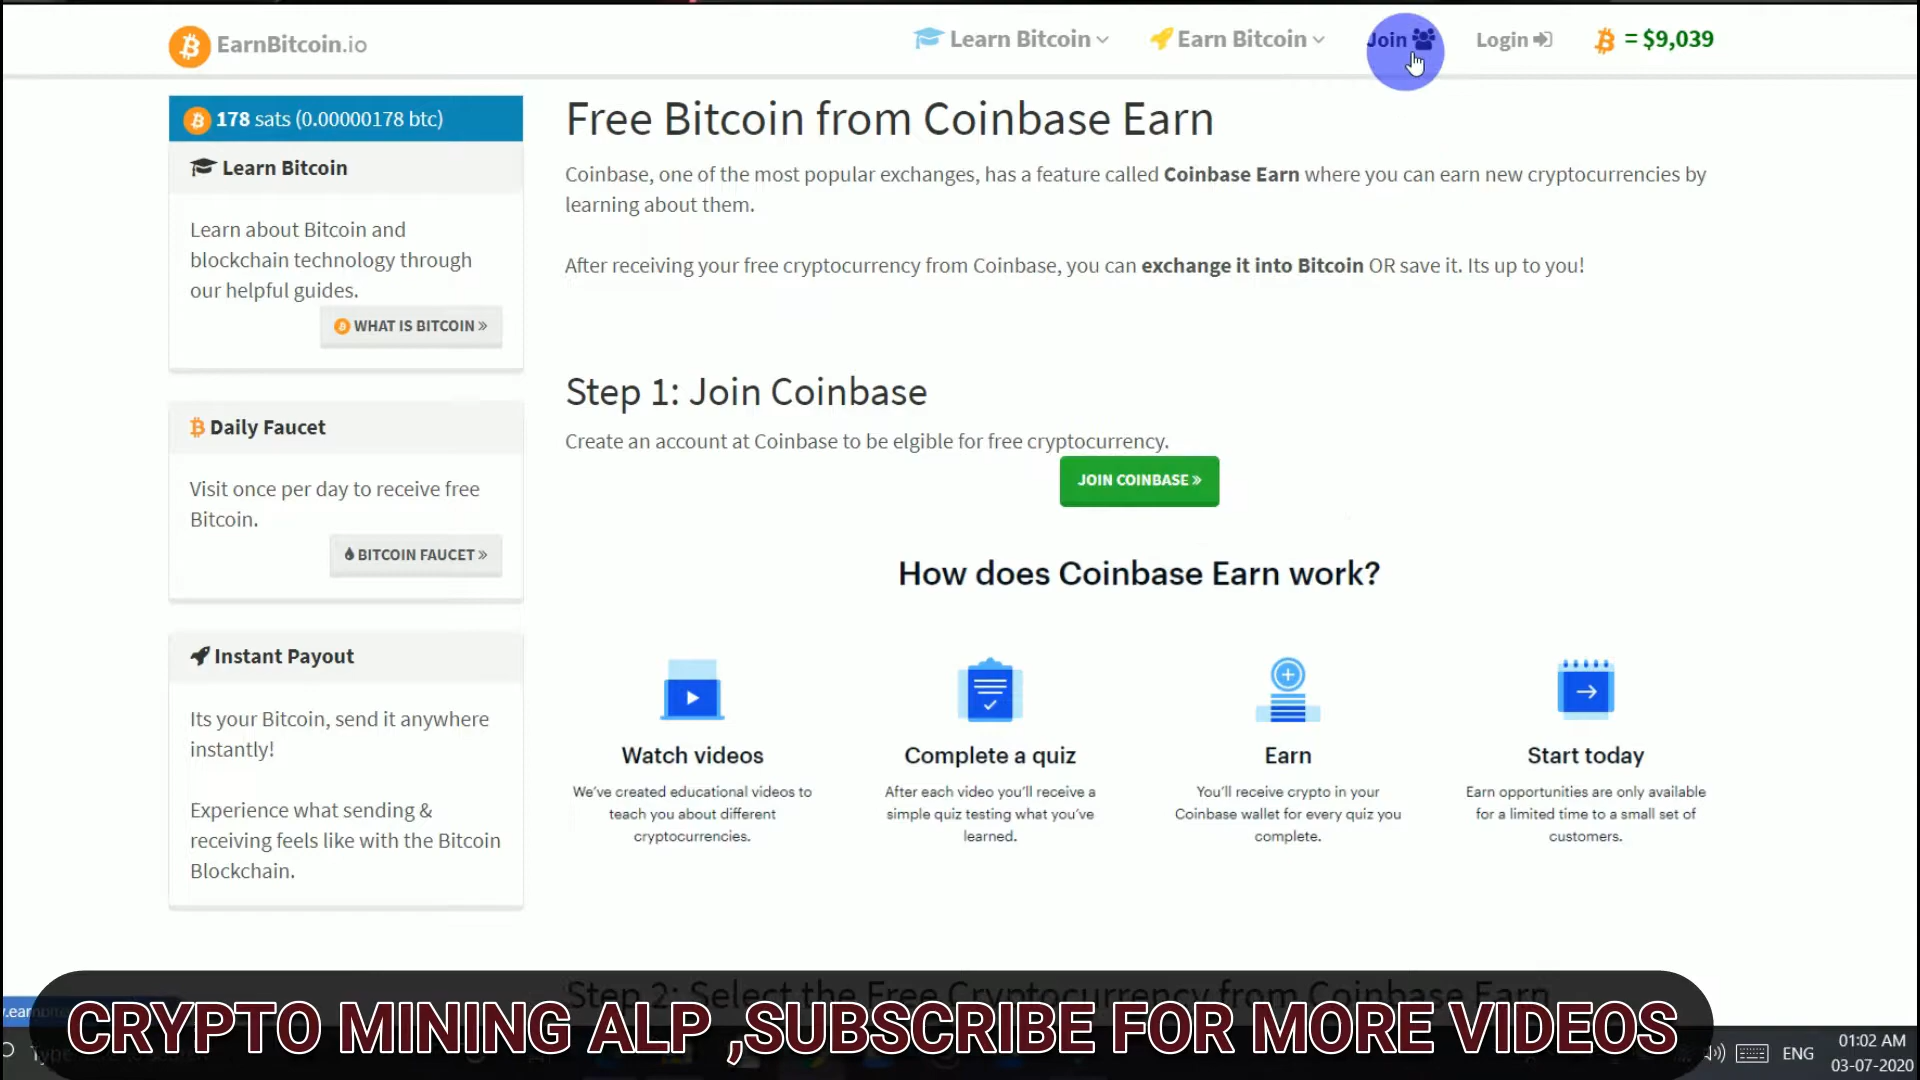 EarnBitcoin.io
Learn Bitcoin
Earn Bitcoin
Join
Login
= $9,039
178 sats (0.00000178 btc)
Learn Bitcoin
Learn about Bitcoin and
blockchain technology through
our helpful guides.
WHAT IS BITCOIN »
Daily Faucet
Visit once per day to receive free
Bitcoin.
BITCOIN FAUCET »
Instant Payout
Its your Bitcoin, send it anywhere
instantly!
Experience what sending &
receiving feels like with the Bitcoin
Blockchain.
Free Bitcoin from Coinbase Earn
Coinbase, one of the most popular exchanges, has a feature called Coinbase Earn where you can earn new cryptocurrencies by
learning about them.
After receiving your free cryptocurrency from Coinbase, you can exchange it into Bitcoin OR save it. Its up to you!
Step 1: Join Coinbase
Create an account at Coinbase to be elgible for free cryptocurrency.
JOIN COINBASE »
How does Coinbase Earn work?
Watch videos
We've created educational videos to
teach you about different
cryptocurrencies.
Complete a quiz
After each video you'll receive a
simple quiz testing what you've
learned.
Earn
You'll receive crypto in your
Coinbase wallet for every quiz you
complete.
Start today
Earn opportunities are only available
for a limited time to a small set of
customers.
Step 2: Select the Free Cryptocurrency from Coinbase Earn
CRYPTO MINING ALP ,SUBSCRIBE FOR MORE VIDEOS
ENG
01:02 AM
03-07-2020